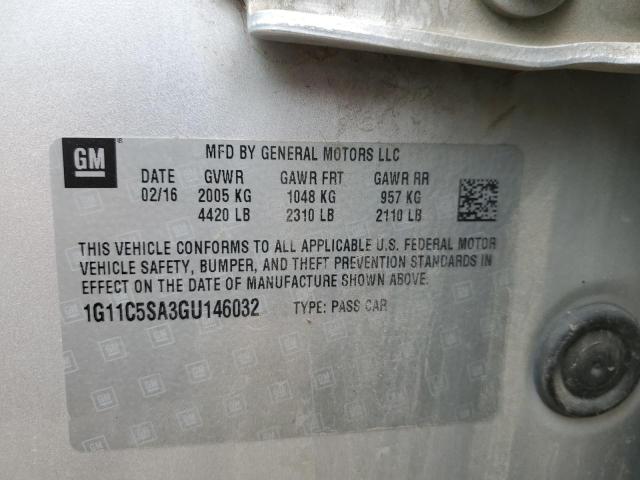 GM
MFD BY GENERAL MOTORS LLC
DATE GVWR GAWR FRT GAWR RR
02/16 2005 KG 1048 KG 957 KG
4420 LB 2310 LB 2110 LB
THIS VEHICLE CONFORMS TO ALL APPLICABLE U.S. FEDERAL MOTOR
VEHICLE SAFETY, BUMPER, AND THEFT PREVENTION STANDARDS IN
EFFECT ON THE DATE OF MANUFACTURE SHOWN ABOVE.
1G11C5SA3GU146032 TYPE: PASS CAR